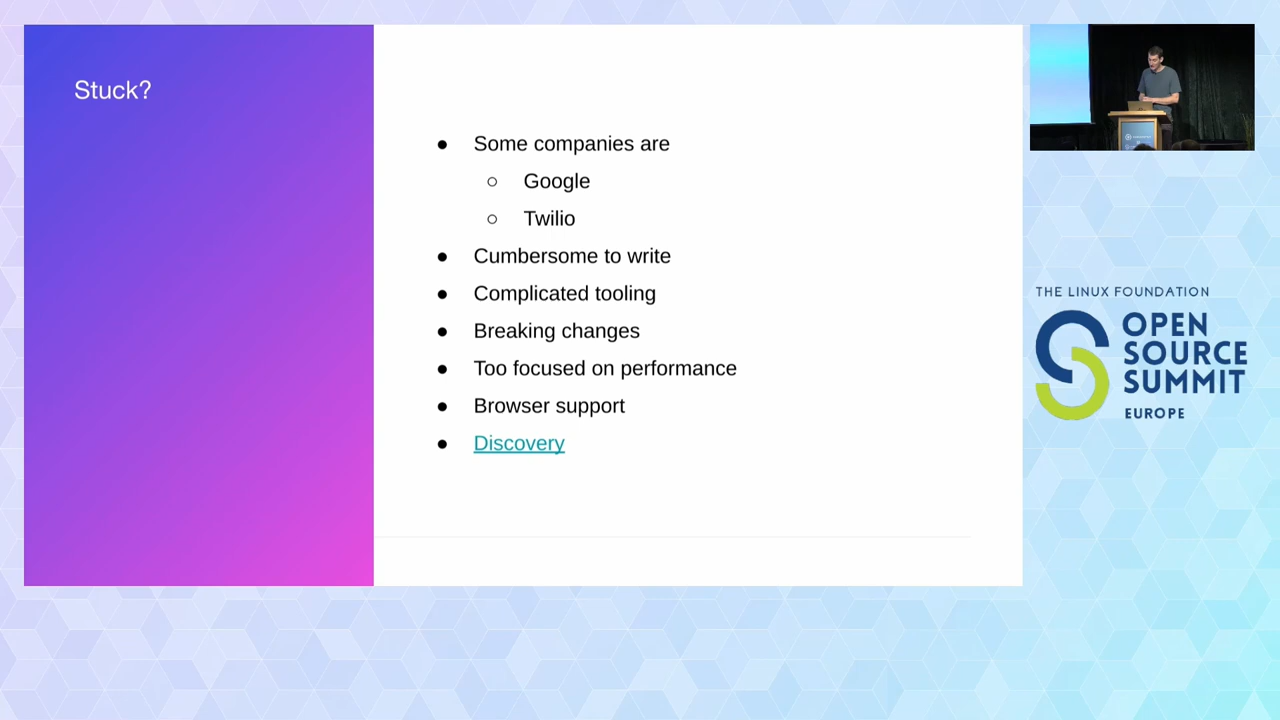 Stuck?
● Some companies are
○ Google
○ Twilio
● Cumbersome to write
● Complicated tooling
● Breaking changes
● Too focused on performance
● Browser support
● Discovery
THE LINUX FOUNDATION
OPEN
SOURCE
SUMMIT
EUROPE